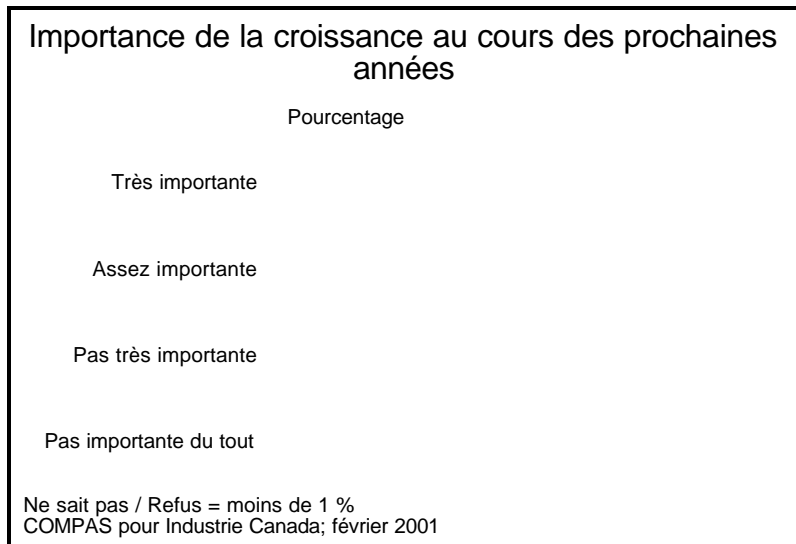 Importance de la croissance au cours des prochaines
années
Pourcentage
Très importante
Assez importante
Pas très importante
Pas importante du tout
Ne sait pas / Refus = moins de 1 %
COMPAS pour Industrie Canada; février 2001